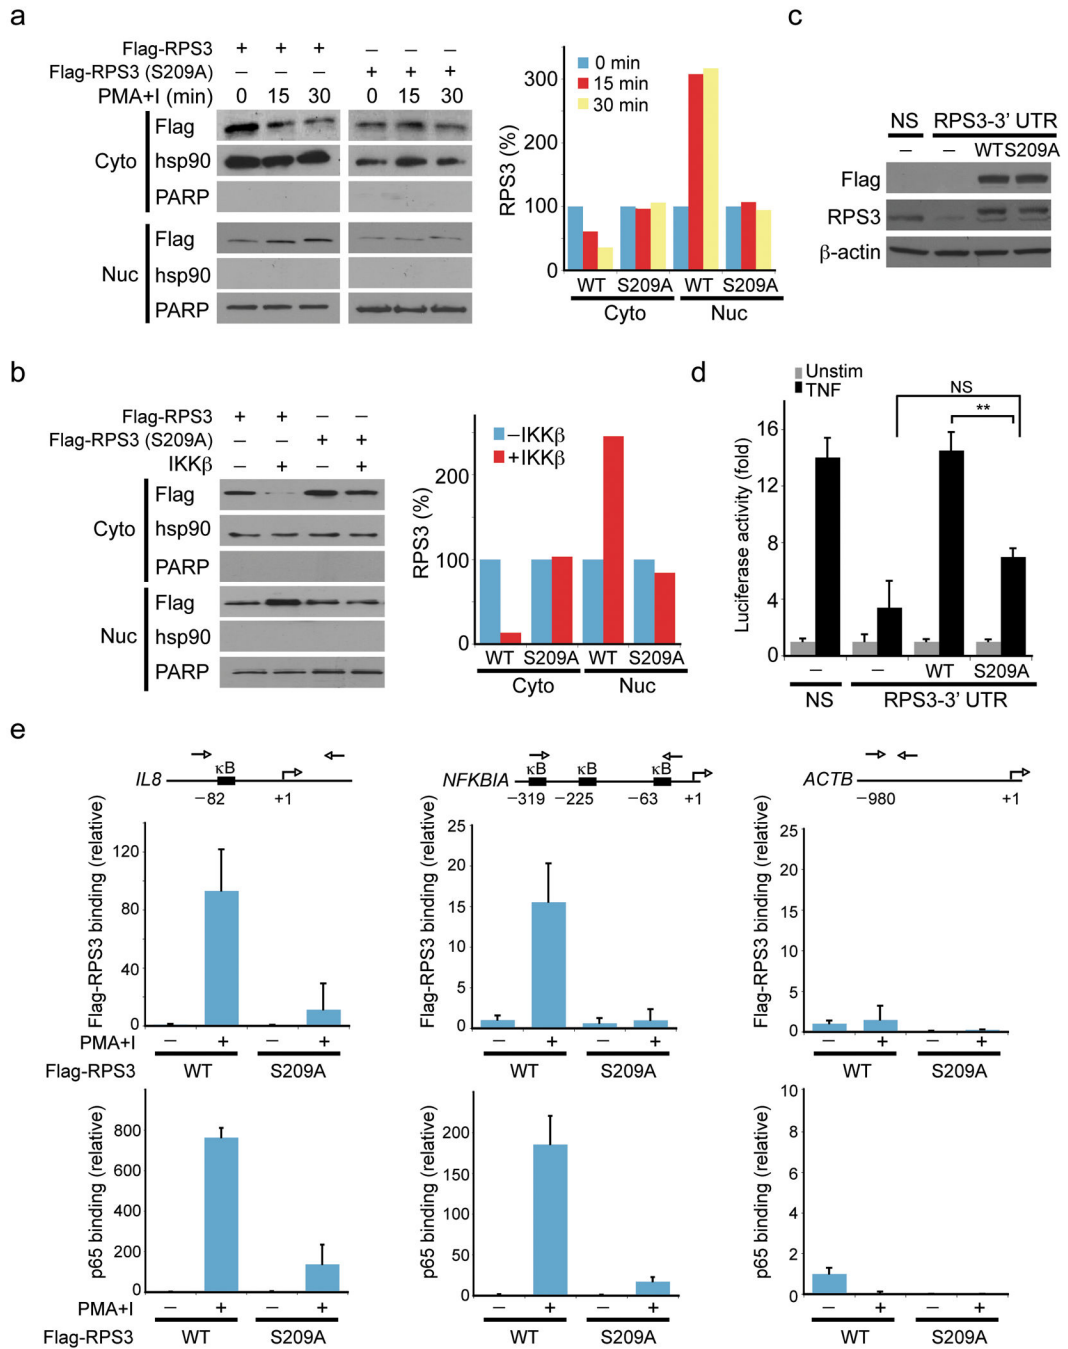 a
Flag-RPS3 + + + – – –
Flag-RPS3 (S209A) – – – + + +
PMA+I (min) 0 15 30 0 15 30
Cyto
Flag
hsp90
PARP
Nuc
Flag
hsp90
PARP
RPS3 (%)
300
200
100
0
0 min
15 min
30 min
WT S209A WT S209A
Cyto Nuc
c
NS RPS3-3’ UTR
– – WT S209A
Flag
RPS3
β-actin
b
Flag-RPS3 + + – –
Flag-RPS3 (S209A) – – + +
IKKβ – + – +
Cyto
Flag
hsp90
PARP
Nuc
Flag
hsp90
PARP
RPS3 (%)
200
100
0
–IKKβ
+IKKβ
WT S209A WT S209A
Cyto Nuc
d
Unstim
TNF
NS
**
Luciferase activity (fold)
16
12
8
4
0
– – WT S209A
NS RPS3-3’ UTR
e
IL8
κB
–82 +1
Flag-RPS3 binding (relative)
120
80
40
0
PMA+I – + – +
Flag-RPS3 WT S209A
NFKBIA
κB κB κB
–319 –225 –63 +1
Flag-RPS3 binding (relative)
25
20
15
10
5
0
– + – +
WT S209A
ACTB
–980 +1
Flag-RPS3 binding (relative)
25
20
15
10
5
0
– + – +
WT S209A
p65 binding (relative)
800
600
400
200
0
PMA+I – + – +
Flag-RPS3 WT S209A
p65 binding (relative)
200
150
100
50
0
– + – +
WT S209A
p65 binding (relative)
10
8
6
4
2
0
– + – +
WT S209A